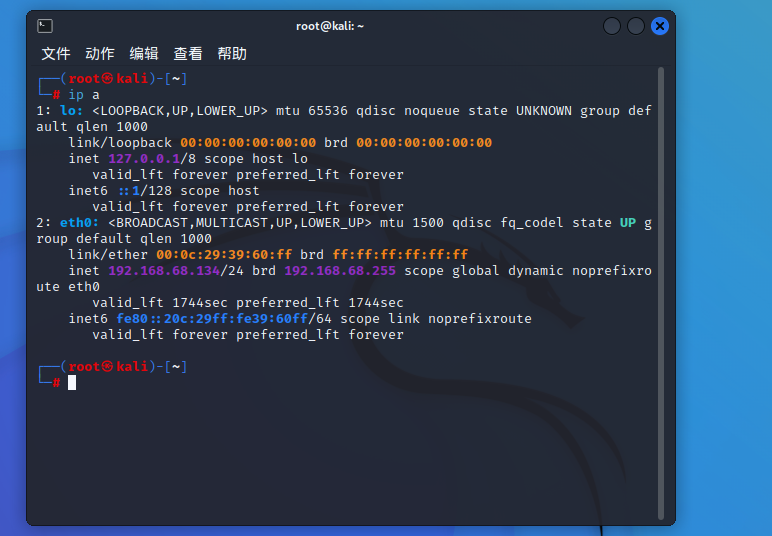 root@kali: ~
文件 动作 编辑 查看 帮助
┌──(root㉿kali)-[~]
└─# ip a
1: lo: <LOOPBACK,UP,LOWER_UP> mtu 65536 qdisc noqueue state UNKNOWN group def
ault qlen 1000
    link/loopback 00:00:00:00:00:00 brd 00:00:00:00:00:00
    inet 127.0.0.1/8 scope host lo
       valid_lft forever preferred_lft forever
    inet6 ::1/128 scope host
       valid_lft forever preferred_lft forever
2: eth0: <BROADCAST,MULTICAST,UP,LOWER_UP> mtu 1500 qdisc fq_codel state UP g
roup default qlen 1000
    link/ether 00:0c:29:39:60:ff brd ff:ff:ff:ff:ff:ff
    inet 192.168.68.134/24 brd 192.168.68.255 scope global dynamic noprefixro
ute eth0
       valid_lft 1744sec preferred_lft 1744sec
    inet6 fe80::20c:29ff:fe39:60ff/64 scope link noprefixroute
       valid_lft forever preferred_lft forever
┌──(root㉿kali)-[~]
└─#